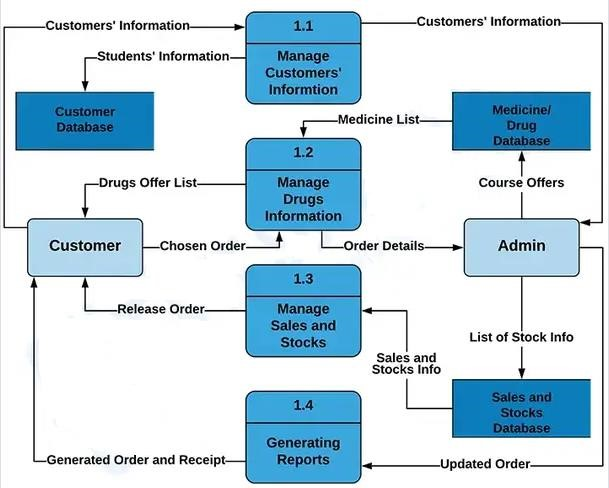 Customers' Information
1.1
Customers' Information
Manage
Customers'
Informtion
Students' Information
Customer
Database
Medicine List
Medicine/
Drug
Database
1.2
Manage
Drugs
Information
Drugs Offer List
Course Offers
Customer
Chosen Order
Order Details
Admin
1.3
Manage
Sales and
Stocks
Release Order
List of Stock Info
Sales and
Stocks Info
Sales and
Stocks
Database
1.4
Generating
Reports
Generated Order and Receipt
Updated Order